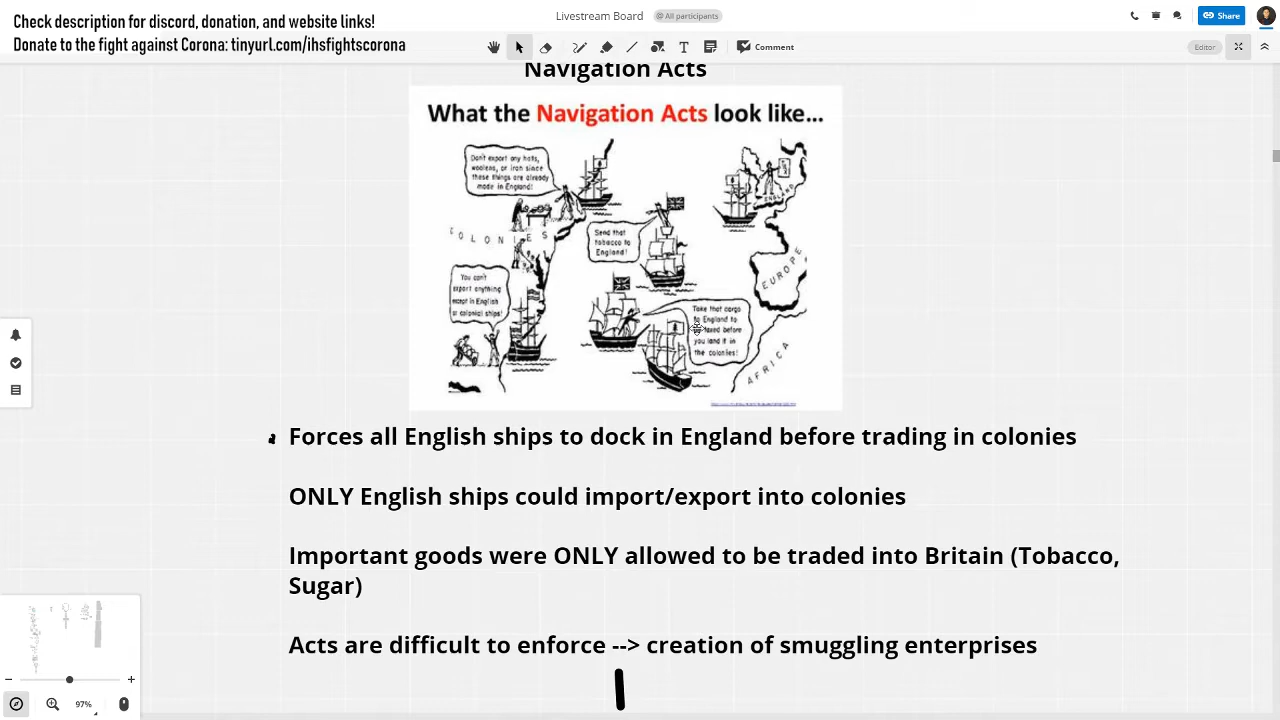 Check description for discord, donation, and website links!
Donate to the fight against Corona: tinyurl.com/ihsfightscorona
Livestream Board
@ All participants
Share
T
Comment
Editor
Navigation Acts
What the Navigation Acts look like...
Don't export any hats,
woolens, or iron since
these things are already
made in England!
COLONIES
Send that
tobacco to
England!
ENGLAND
EUROPE
You can't
export anything
except in English
or colonial ships!
Take that cargo
to England to
taxed before
you land it in
the colonies!
AFRICA
Forces all English ships to dock in England before trading in colonies
ONLY English ships could import/export into colonies
Important goods were ONLY allowed to be traded into Britain (Tobacco,
Sugar)
Acts are difficult to enforce --> creation of smuggling enterprises
97%